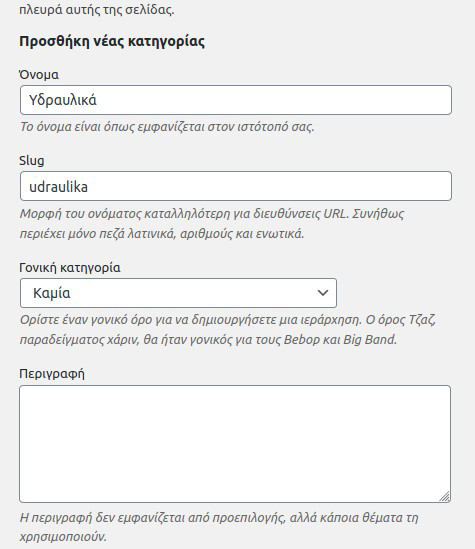 πλευρά αυτής της σελίδας.
Προσθήκη νέας κατηγορίας
Όνομα
Υδραυλικά
Το όνομα είναι όπως εμφανίζεται στον ιστότοπό σας.
Slug
udraulika
Μορφή του ονόματος καταλληλότερη για διευθύνσεις URL. Συνήθως
περιέχει μόνο πεζά λατινικά, αριθμούς και ενωτικά.
Γονική κατηγορία
Καμία
Ορίστε έναν γονικό όρο για να δημιουργήσετε μια ιεράρχηση. Ο όρος Τζαζ,
παραδείγματος χάριν, θα ήταν γονικός για τους Bebop και Big Band.
Περιγραφή
Η περιγραφή δεν εμφανίζεται από προεπιλογής, αλλά κάποια θέματα τη
χρησιμοποιούν.